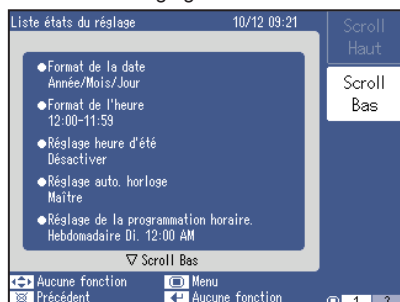 Liste états du réglage 10/12 09:21
Scroll
Haut
●Format de la date
Année/Mois/Jour
Scroll
Bas
●Format de l'heure
12:00-11:59
●Réglage heure d'été
Désactiver
●Réglage auto. horloge
Maître
●Réglage de la programmation horaire.
Hebdomadaire Di. 12:00 AM
▽ Scroll Bas
Aucune fonction Menu
Précédent Aucune fonction 1 2